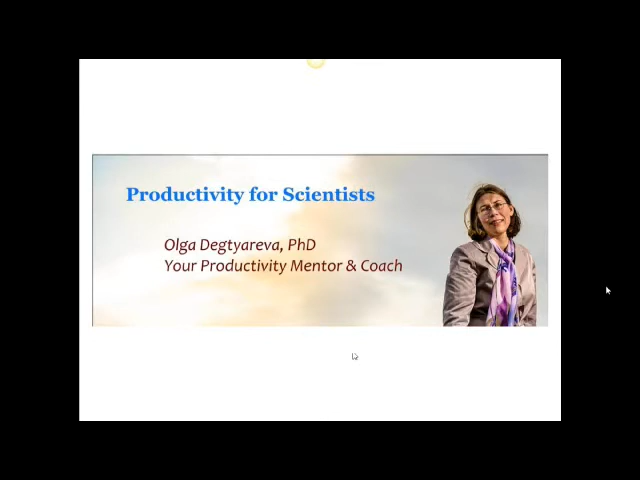 Productivity for Scientists
Olga Degtyareva, PhD
Your Productivity Mentor & Coach